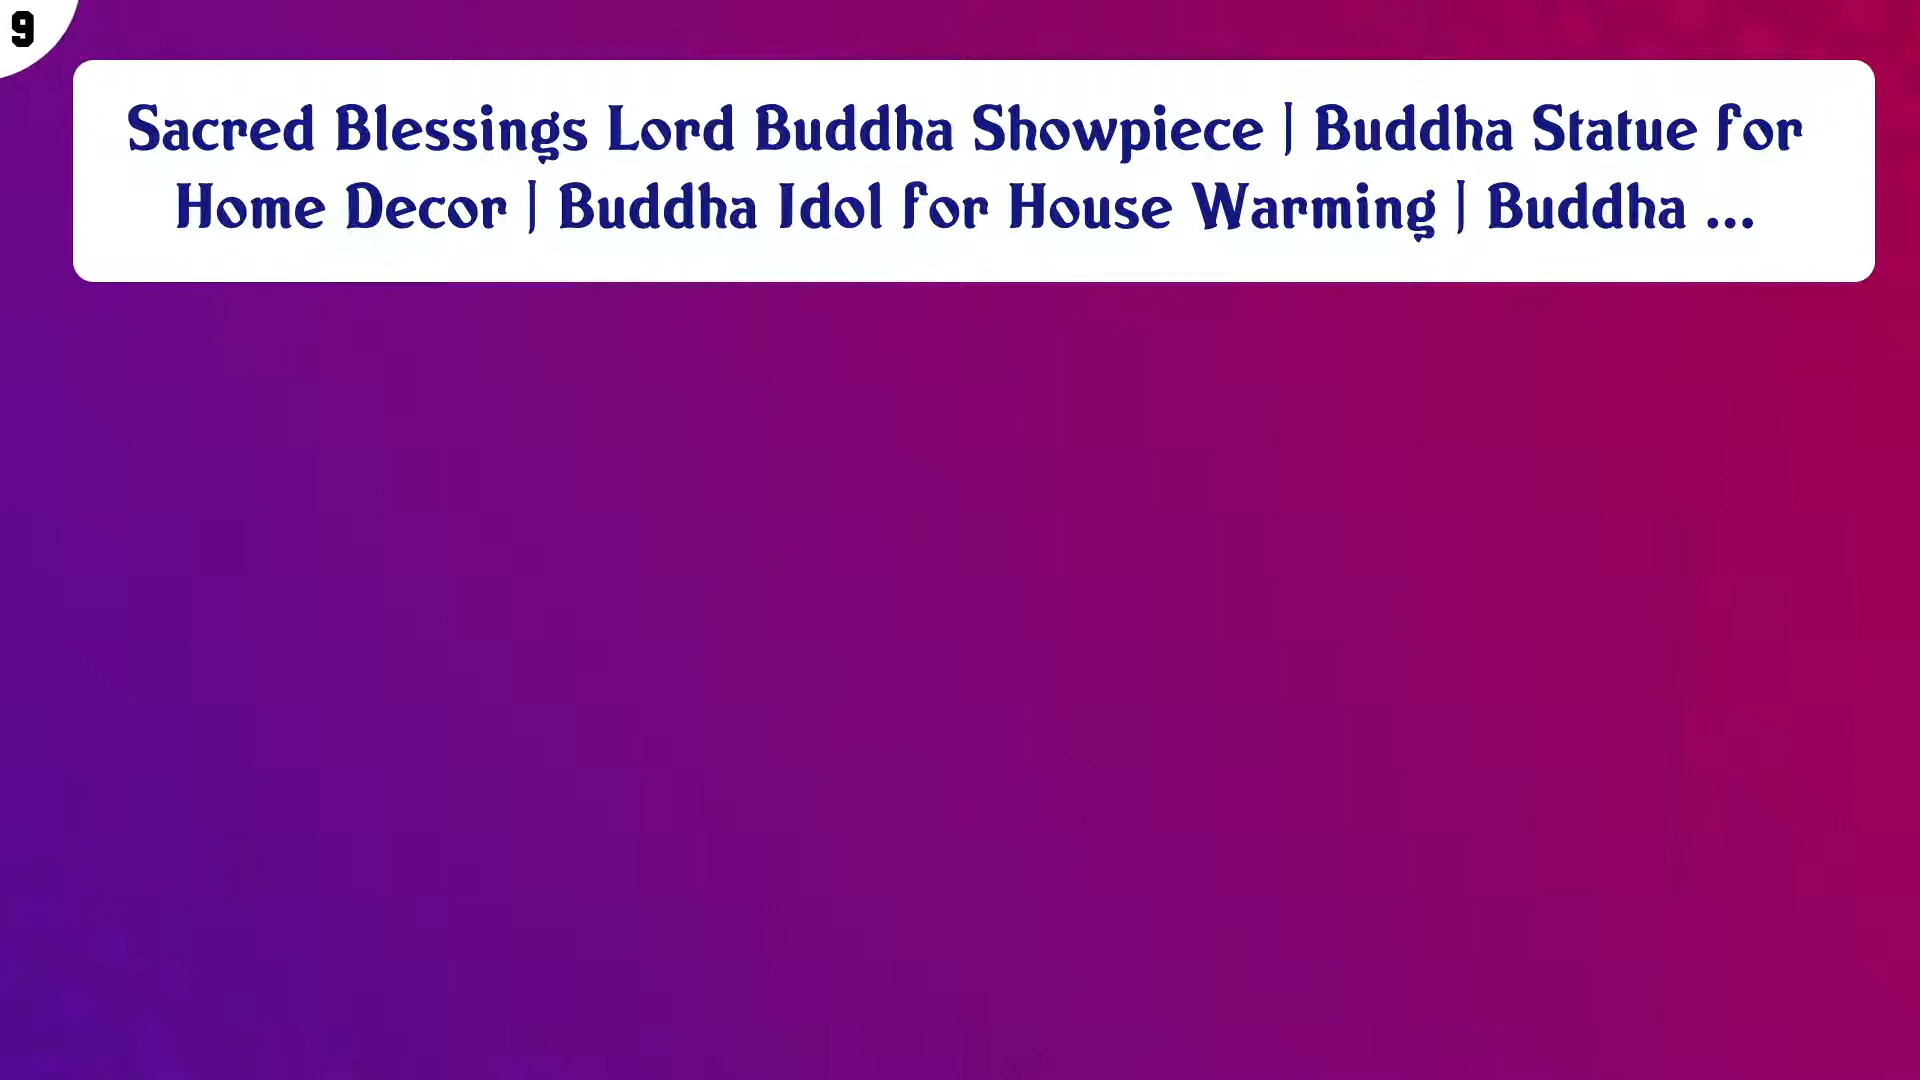 9
Sacred Blessings Lord Buddha Showpiece | Buddha Statue for
Home Decor | Buddha Idol for House Warming | Buddha ...